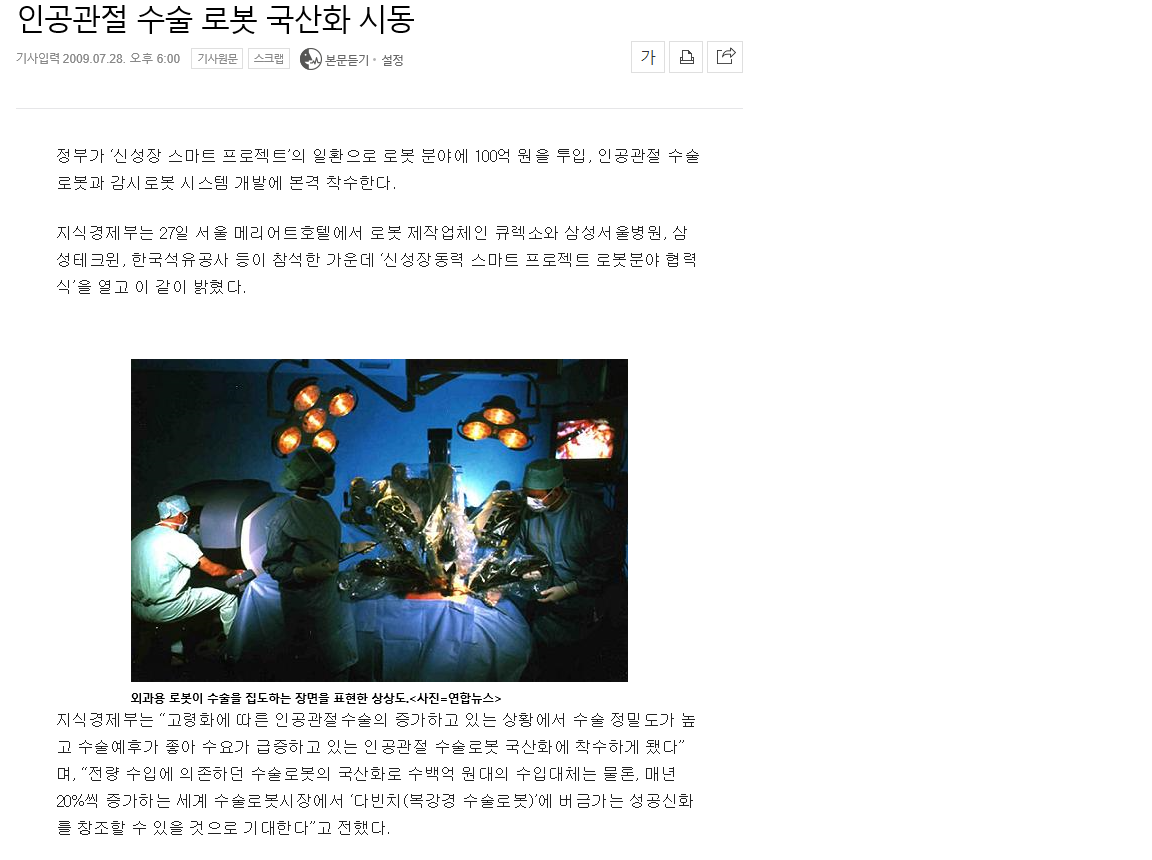 인공관절 수술 로봇 국산화 시동
기사입력 2009.07.28. 오후 6:00 기사원문 스크랩 본문듣기 · 설정
가
정부가 ‘신성장 스마트 프로젝트’의 일환으로 로봇 분야에 100억 원을 투입, 인공관절 수술
로봇과 감시로봇 시스템 개발에 본격 착수한다.
지식경제부는 27일 서울 메리어트호텔에서 로봇 제작업체인 큐렉소와 삼성서울병원, 삼
성테크윈, 한국석유공사 등이 참석한 가운데 ‘신성장동력 스마트 프로젝트 로봇분야 협력
식’을 열고 이 같이 밝혔다.
외과용 로봇이 수술을 집도하는 장면을 표현한 상상도.<사진=연합뉴스>
지식경제부는 “고령화에 따른 인공관절수술의 증가하고 있는 상황에서 수술 정밀도가 높
고 수술예후가 좋아 수요가 급증하고 있는 인공관절 수술로봇 국산화에 착수하게 됐다”
며, “전량 수입에 의존하던 수술로봇의 국산화로 수백억 원대의 수입대체는 물론, 매년
20%씩 증가하는 세계 수술로봇시장에서 ‘다빈치(복강경 수술로봇)’에 버금가는 성공신화
를 창조할 수 있을 것으로 기대한다”고 전했다.